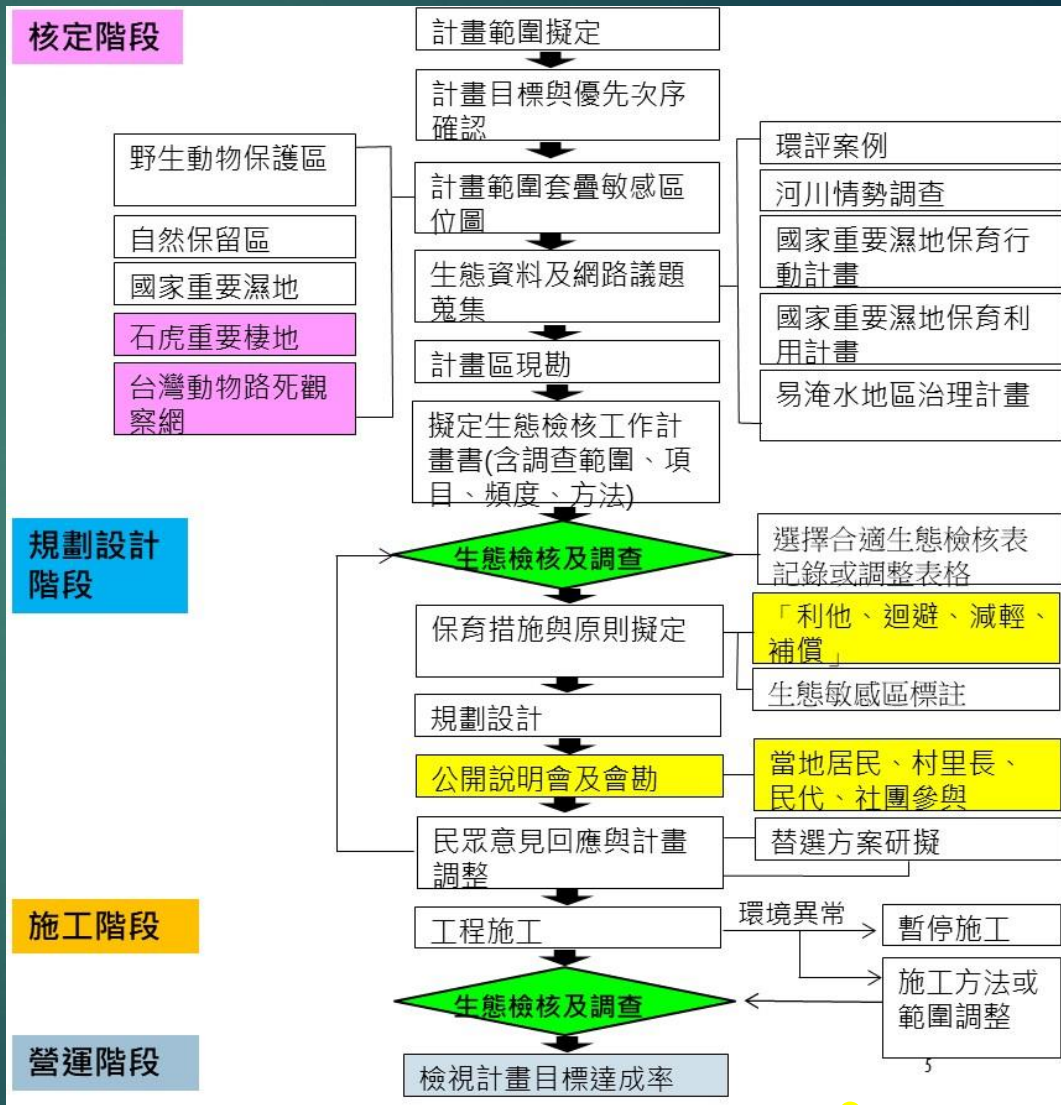 核定階段
計畫範圍擬定
計畫目標與優先次序
確認
野生動物保護區
自然保留區
國家重要濕地
石虎重要棲地
台灣動物路死觀
察網
計畫範圍套疊敏感區
位圖
生態資料及網路議題
蒐集
環評案例
河川情勢調查
國家重要濕地保育行
動計畫
國家重要濕地保育利
用計畫
易淹水地區治理計畫
計畫區現勘
擬定生態檢核工作計
畫書(含調查範圍、項
目、頻度、方法)
規劃設計
階段
生態檢核及調查
選擇合適生態檢核表
記錄或調整表格
保育措施與原則擬定
「利他、迴避、減輕、
補償」
生態敏感區標註
規劃設計
公開說明會及會勘
當地居民、村里長、
民代、社團參與
民眾意見回應與計畫
調整
替選方案研擬
施工階段
工程施工
環境異常
暫停施工
施工方法或
範圍調整
生態檢核及調查
營運階段
檢視計畫目標達成率
5